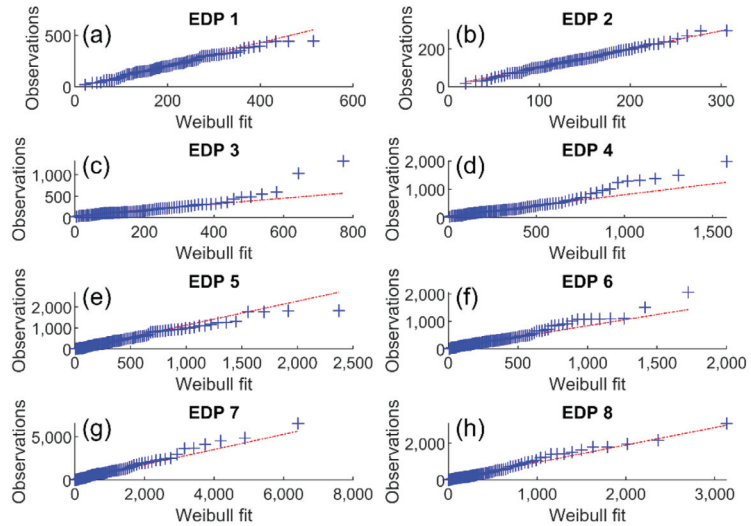 EDP 1
(a)
Observations
500
0
0 200 400 600
Weibull fit
EDP 2
(b)
Observations
200
0
0 100 200 300
Weibull fit
EDP 3
(c)
Observations
1,000
500
0
0 200 400 600 800
Weibull fit
EDP 4
(d)
Observations
2,000
1,000
0
0 500 1,000 1,500
Weibull fit
EDP 5
(e)
Observations
2,000
1,000
0
0 500 1,000 1,500 2,000 2,500
Weibull fit
EDP 6
(f)
Observations
2,000
1,000
0
0 500 1,000 1,500 2,000
Weibull fit
EDP 7
(g)
Observations
5,000
0
0 2,000 4,000 6,000 8,000
Weibull fit
EDP 8
(h)
Observations
2,000
0
0 1,000 2,000 3,000
Weibull fit